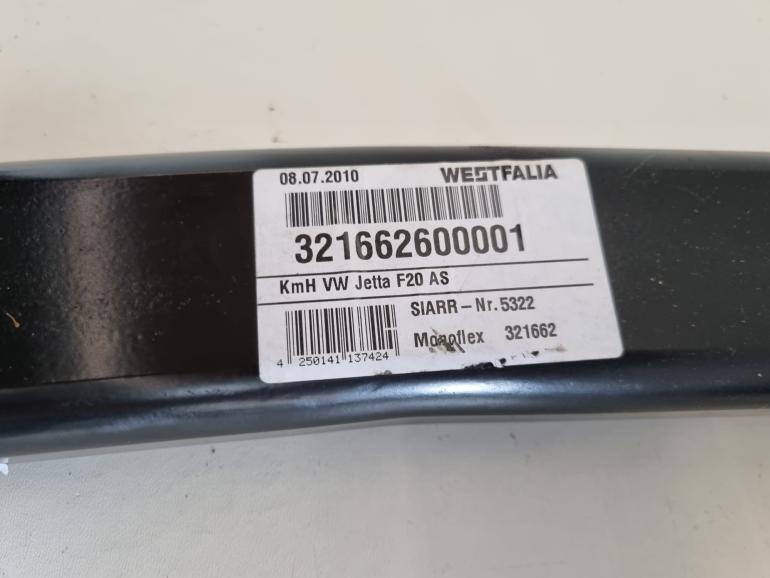 08.07.2010 WESTFALIA
321662600001
KmH VW Jetta F20 AS
SIARR-Nr.5322
Monoflex 321662
4 250141 137424